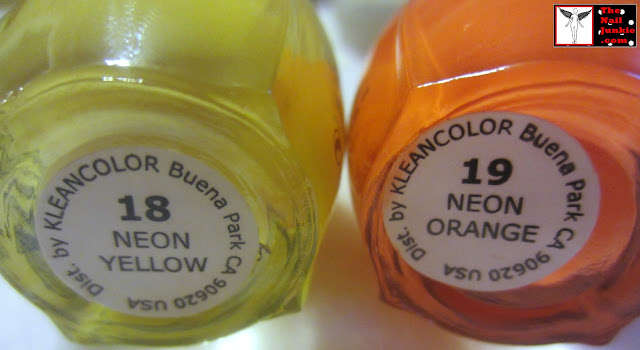 Dist. by KLEANCOLOR Buena Park CA 90620 USA
18
NEON
YELLOW
Dist. by KLEANCOLOR Buena Park CA 90620 USA
19
NEON
ORANGE
The
Nail
Junkie
.com